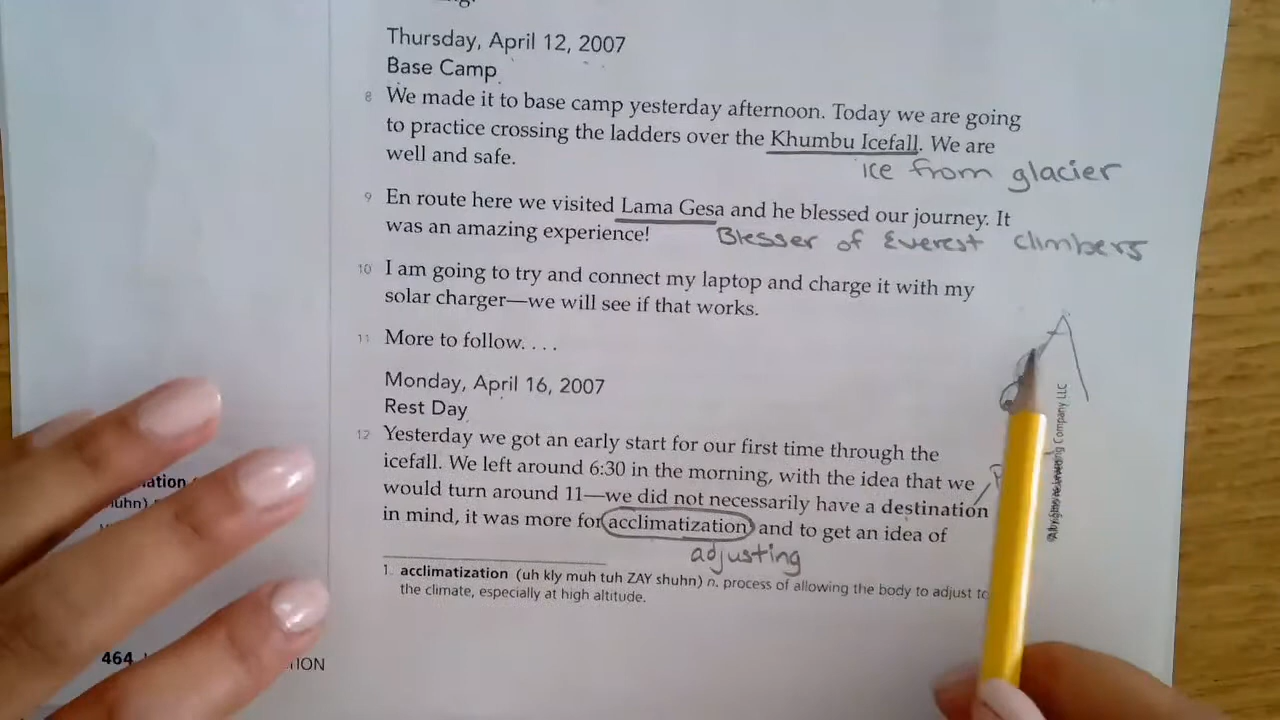 Thursday, April 12, 2007
Base Camp
8 We made it to base camp yesterday afternoon. Today we are going
to practice crossing the ladders over the Khumbu Icefall. We are
well and safe.
ice from glacier
9 En route here we visited Lama Gesa and he blessed our journey. It
was an amazing experience!
Blesser of Everest climbers
10 I am going to try and connect my laptop and charge it with my
solar charger—we will see if that works.
11 More to follow. . . .
Monday, April 16, 2007
Rest Day
12 Yesterday we got an early start for our first time through the
icefall. We left around 6:30 in the morning, with the idea that we
would turn around 11—we did not necessarily have a destination
in mind, it was more for acclimatization and to get an idea of
adjusting
1. acclimatization (uh kly muh tuh ZAY shuhn) n. process of allowing the body to adjust to
the climate, especially at high altitude.
464
Company LLC